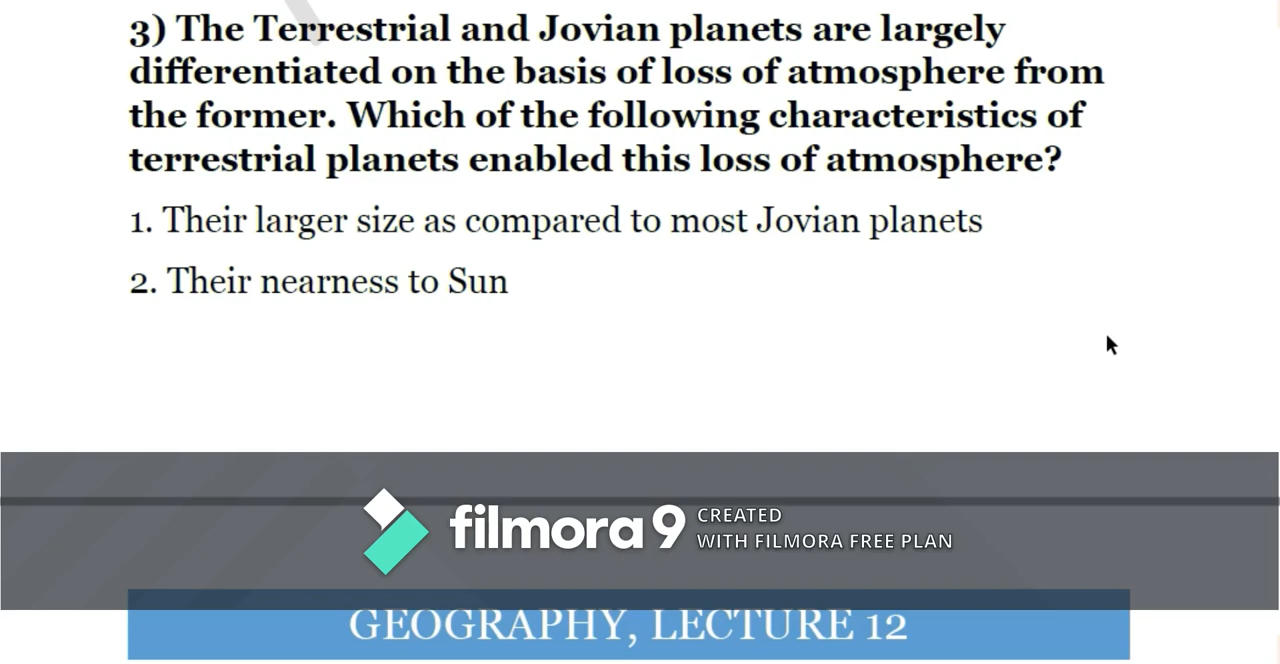 3) The Terrestrial and Jovian planets are largely
differentiated on the basis of loss of atmosphere from
the former. Which of the following characteristics of
terrestrial planets enabled this loss of atmosphere?
1. Their larger size as compared to most Jovian planets
2. Their nearness to Sun
filmora 9 CREATED
WITH FILMORA FREE PLAN
GEOGRAPHY, LECTURE 12